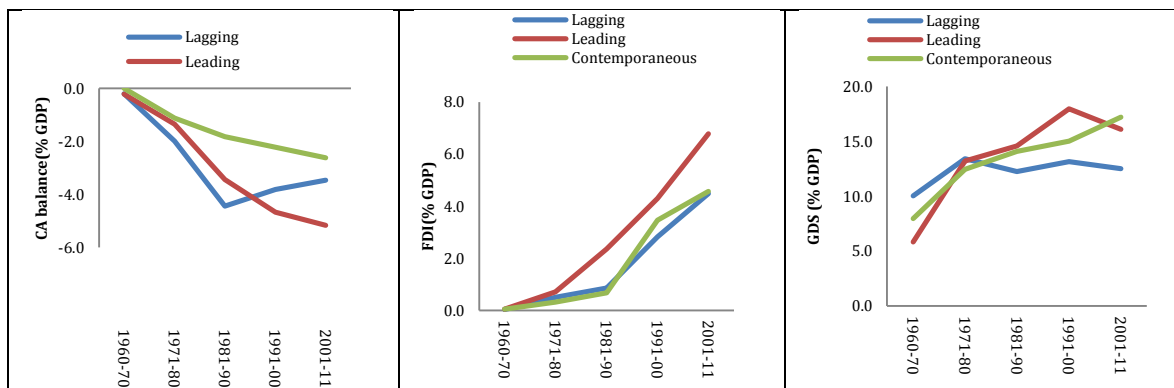 Lagging
Leading
CA balance(% GDP)
0.0
-2.0
-4.0
-6.0
1960-70
1971-80
1981-90
1991-00
2001-11
Lagging
Leading
Contemporaneous
FDI(% GDP)
8.0
6.0
4.0
2.0
0.0
1960-70
1971-80
1981-90
1991-00
2001-11
Lagging
Leading
Contemporaneous
GDS (% GDP)
20.0
15.0
10.0
5.0
0.0
1960-70
1971-80
1981-90
1991-00
2001-11